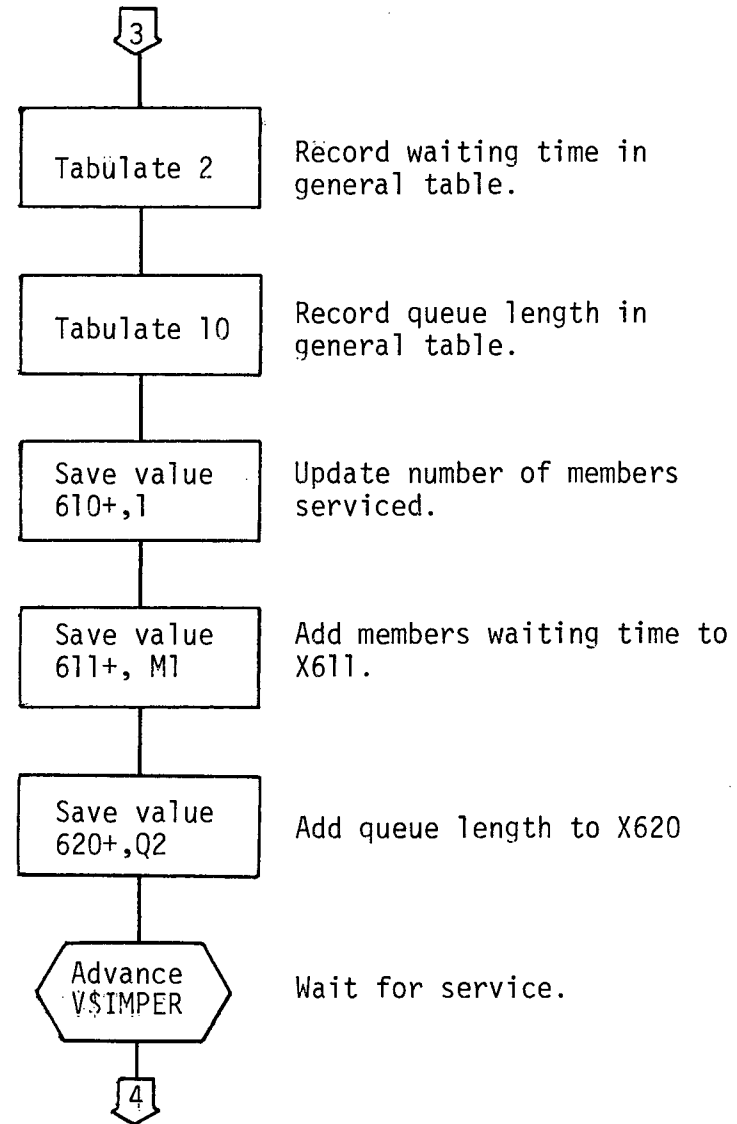 3
Tabulate 2
Record waiting time in
general table.
Tabulate 10
Record queue length in
general table.
Save value
610+,1
Update number of members
serviced.
Save value
611+, M1
Add members waiting time to
X611.
Save value
620+,Q2
Add queue length to X620
Advance
V$IMPER
Wait for service.
4